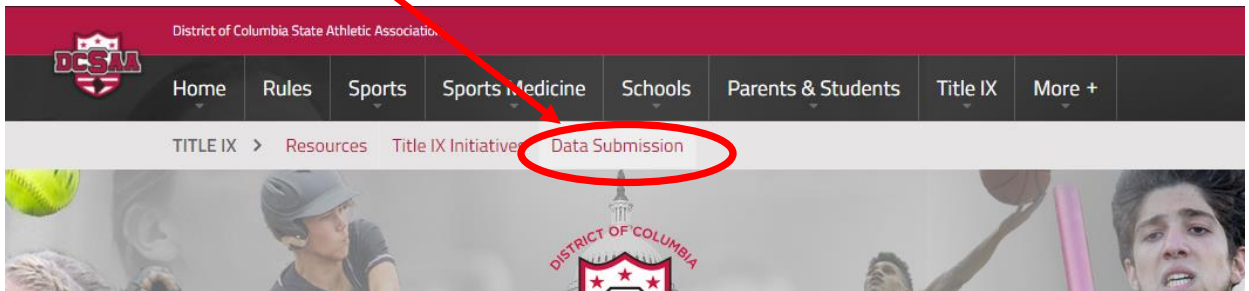 District of Columbia State Athletic Association
DCSAA
Home Rules Sports Sports Medicine Schools Parents & Students Title IX More +
TITLE IX > Resources Title IX Initiatives Data Submission
DISTRICT OF COLUMBIA